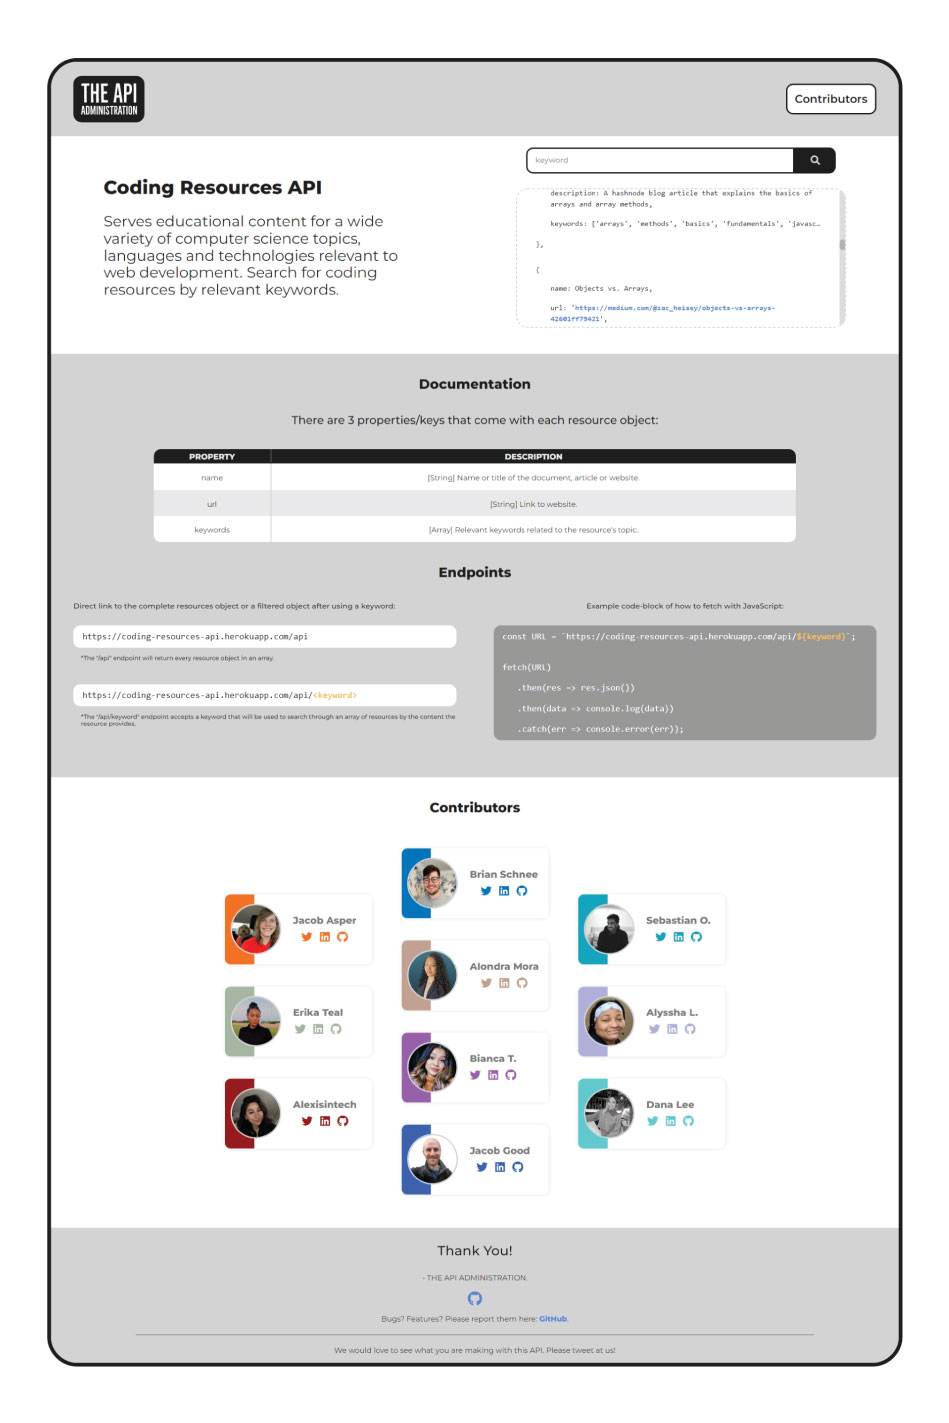 THE API
ADMINISTRATION
Contributors
keyword
Coding Resources API
Serves educational content for a wide
variety of computer science topics,
languages and technologies relevant to
web development. Search for coding
resources by relevant keywords.
description: A hashnode blog article that explains the basics of
arrays and array methods,
keywords: ['arrays', 'methods', 'basics', 'fundamentals', 'javasc…
},
{
name: Objects vs. Arrays,
url: 'https://medium.com/@zac_heisey/objects-vs-arrays-
42601ff79421',
Documentation
There are 3 properties/keys that come with each resource object:
PROPERTY DESCRIPTION
name [String] Name or title of the document, article or website.
url [String] Link to website.
keywords [Array] Relevant keywords related to the resource's topic.
Endpoints
Direct link to the complete resources object or a filtered object after using a keyword:
https://coding-resources-api.herokuapp.com/api
*The "/api" endpoint will return every resource object in an array.
https://coding-resources-api.herokuapp.com/api/<keyword>
*The "/api/keyword" endpoint accepts a keyword that will be used to search through an array of resources by the content the
resource provides.
Example code-block of how to fetch with JavaScript:
const URL = `https://coding-resources-api.herokuapp.com/api/${keyword}`;
fetch(URL)
.then(res => res.json())
.then(data => console.log(data))
.catch(err => console.error(err));
Contributors
Jacob Asper
Erika Teal
Alexisintech
Brian Schnee
Alondra Mora
Bianca T.
Jacob Good
Sebastian O.
Alyssha L.
Dana Lee
Thank You!
- THE API ADMINISTRATION.
Bugs? Features? Please report them here: GitHub.
We would love to see what you are making with this API. Please tweet at us!